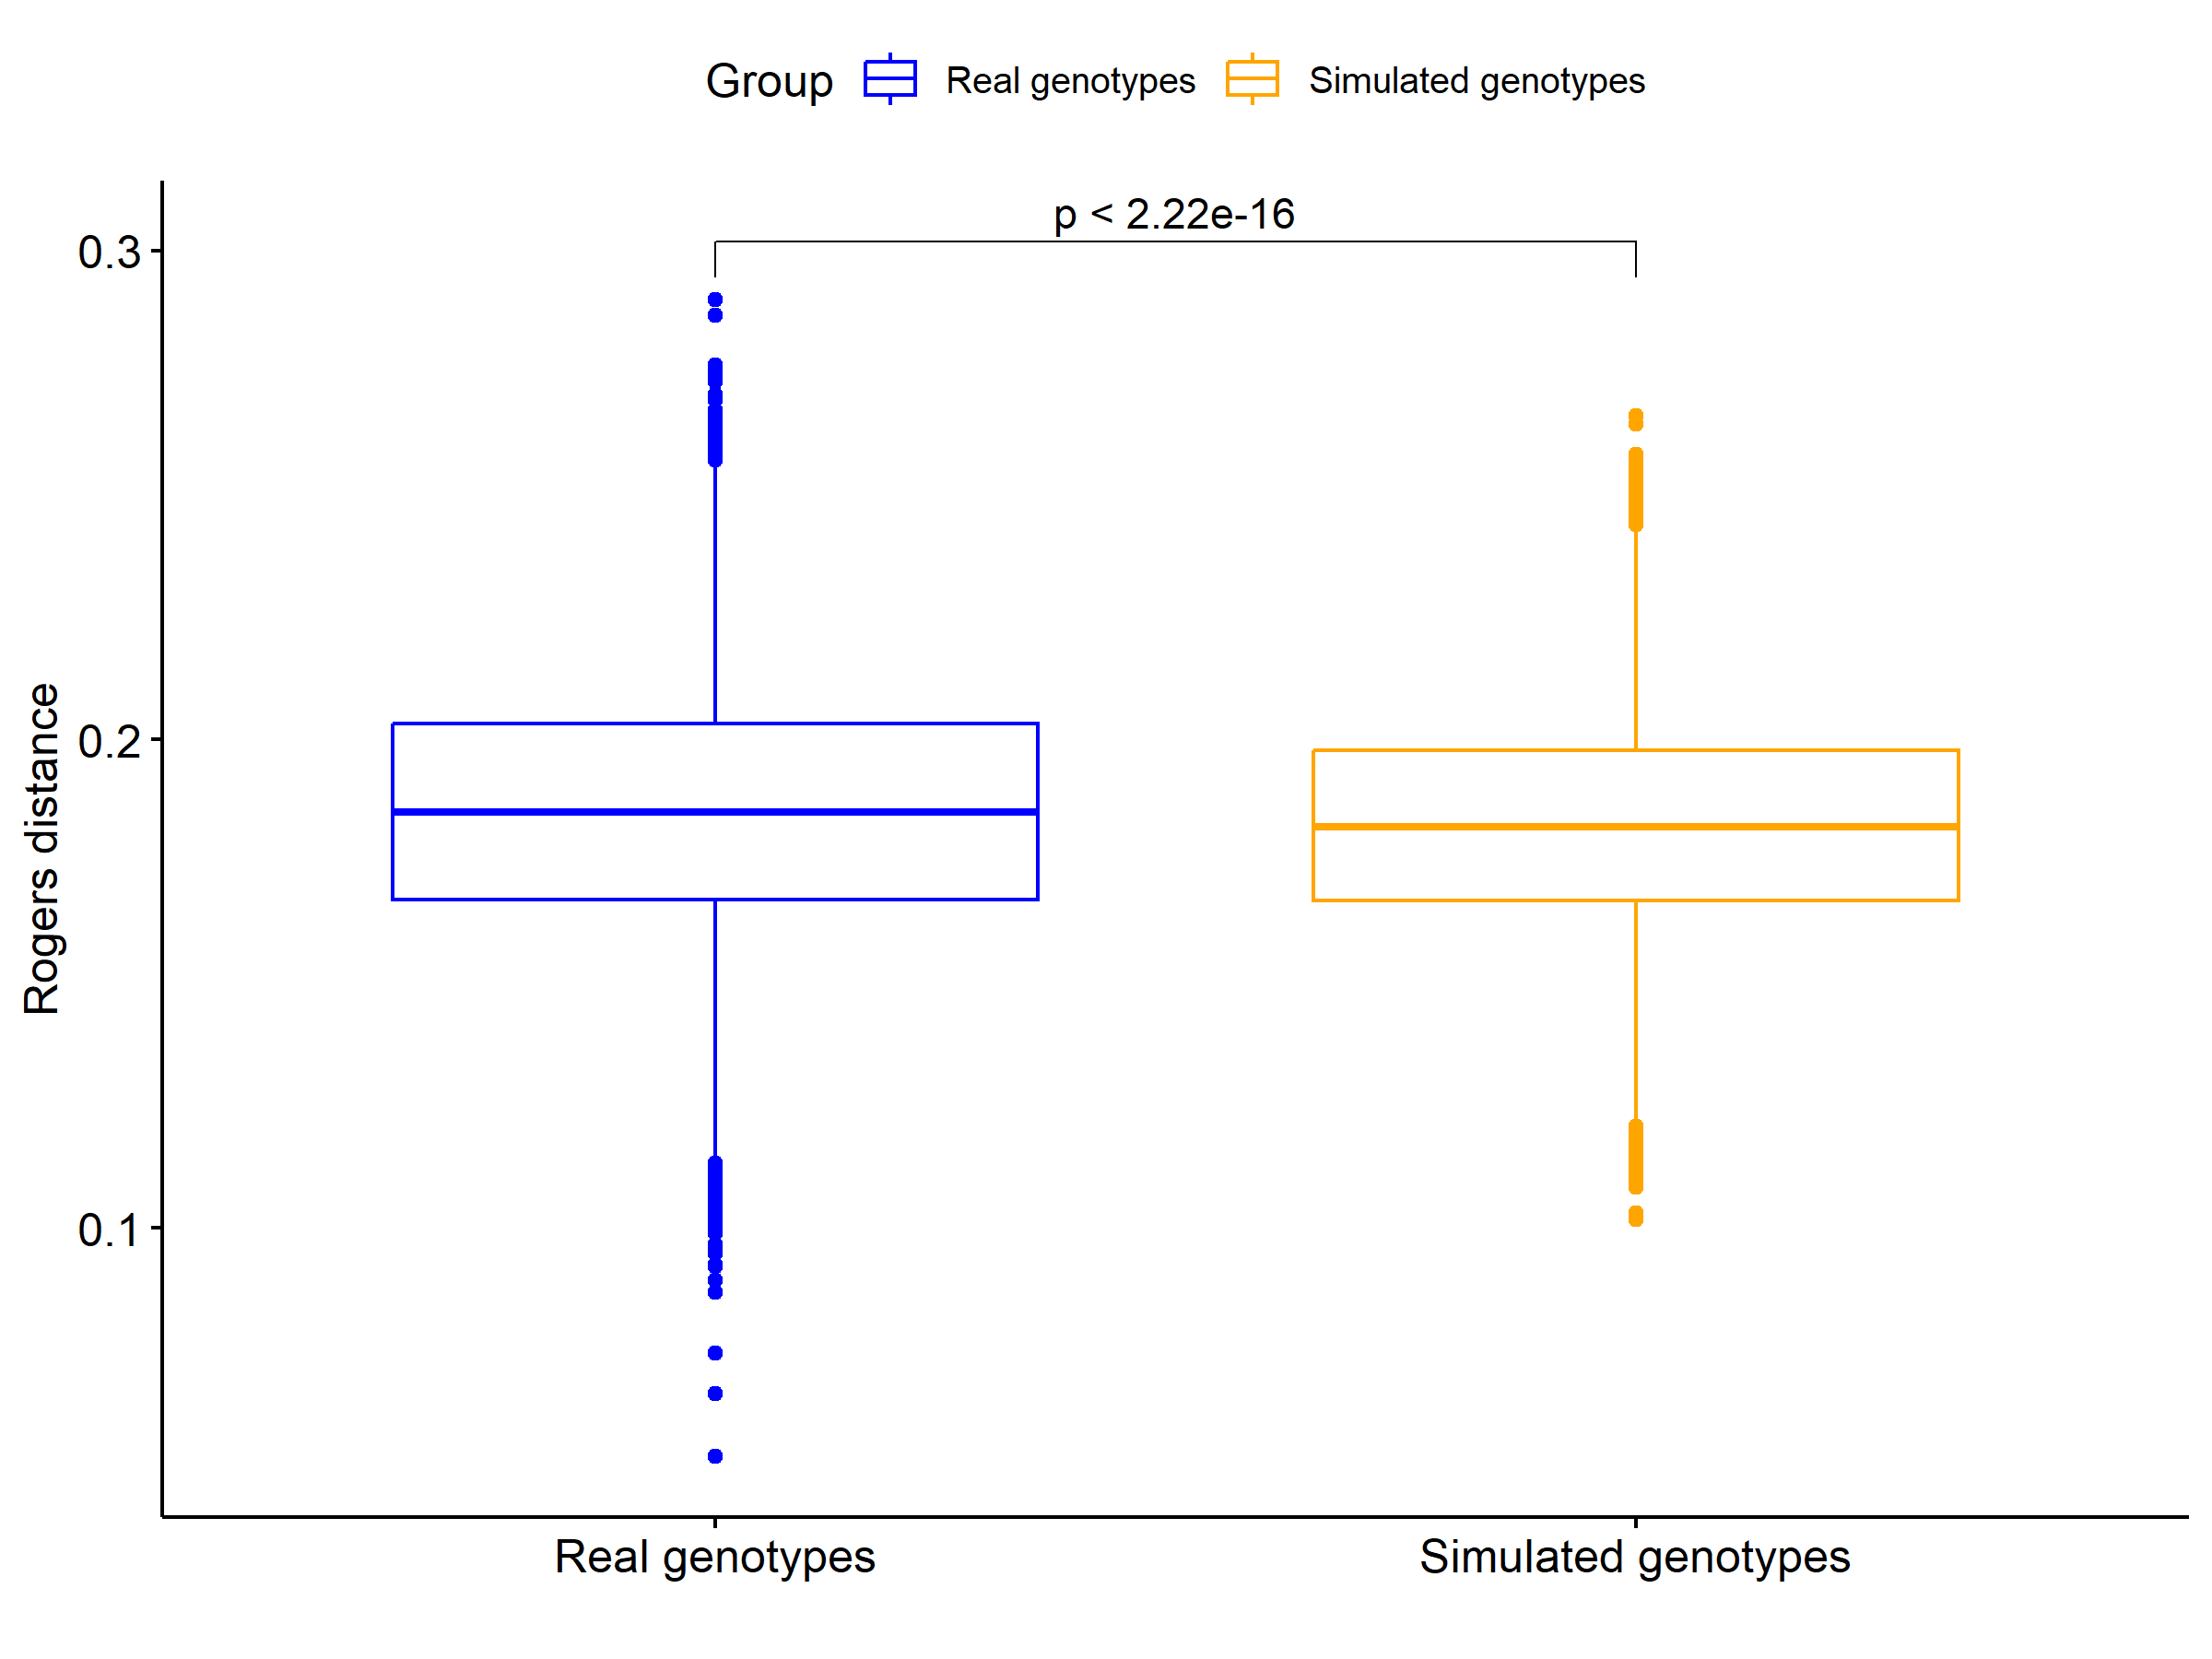 Group Real genotypes Simulated genotypes
p < 2.22e-16
0.3
0.2
0.1
Rogers distance
Real genotypes Simulated genotypes